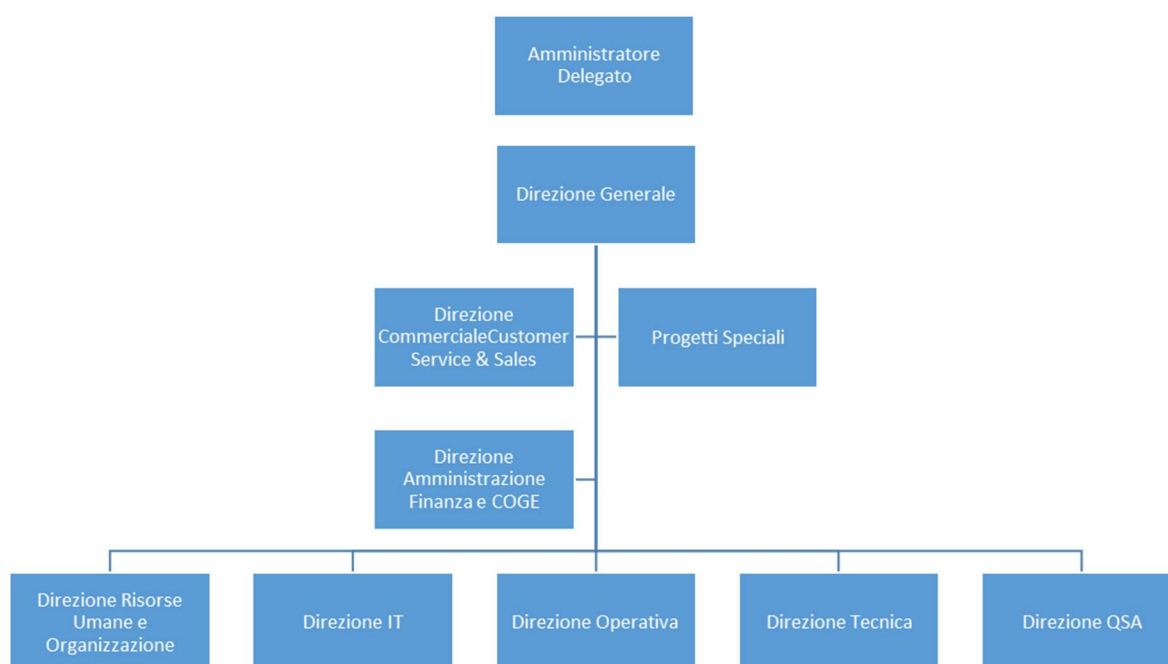 Amministratore
Delegato
Direzione Generale
Direzione
CommercialeCustomer
Service & Sales
Progetti Speciali
Direzione
Amministrazione
Finanza e COGE
Direzione Risorse
Umane e
Organizzazione
Direzione IT
Direzione Operativa
Direzione Tecnica
Direzione QSA